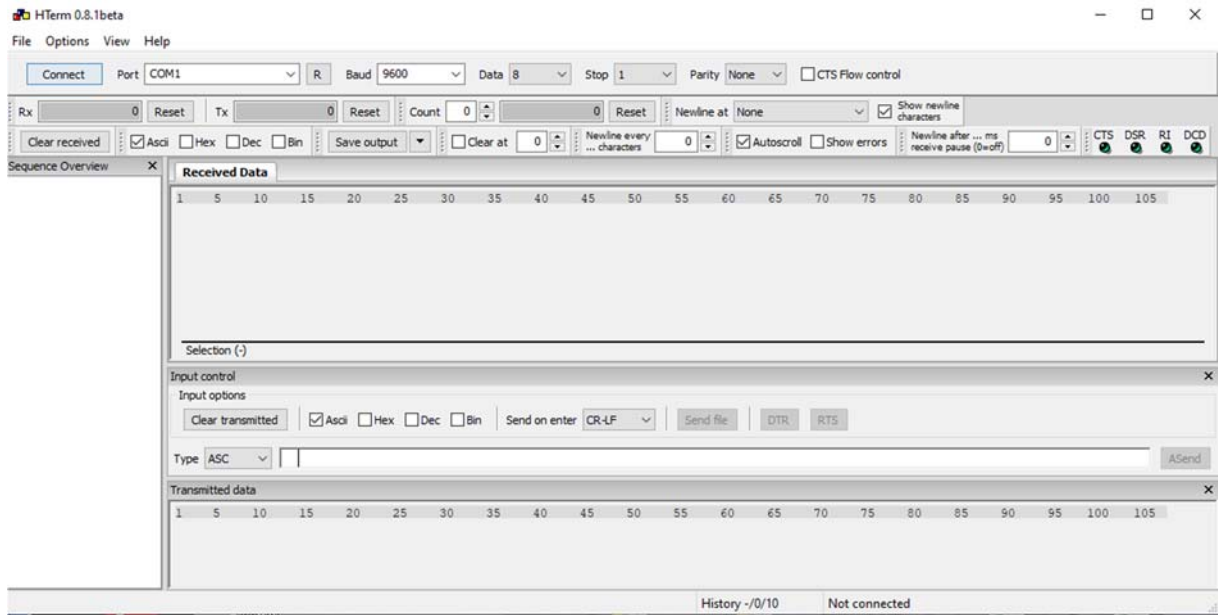 HTerm 0.8.1beta
File Options View Help
Connect Port COM1 R Baud 9600 Data 8 Stop 1 Parity None CTS Flow control
Rx 0 Reset Tx 0 Reset Count 0 0 Reset Newline at None Show newline characters
Clear received Ascii Hex Dec Bin Save output Clear at 0 Newline every ... characters 0 Autoscroll Show errors Newline after ... ms receive pause (0=off) 0 CTS DSR RI DCD
Sequence Overview
Received Data
1 5 10 15 20 25 30 35 40 45 50 55 60 65 70 75 80 85 90 95 100 105
Selection (-)
Input control
Input options
Clear transmitted Ascii Hex Dec Bin Send on enter CR-LF Send file DTR RTS
Type ASC ASend
Transmitted data
1 5 10 15 20 25 30 35 40 45 50 55 60 65 70 75 80 85 90 95 100 105
History -/0/10 Not connected